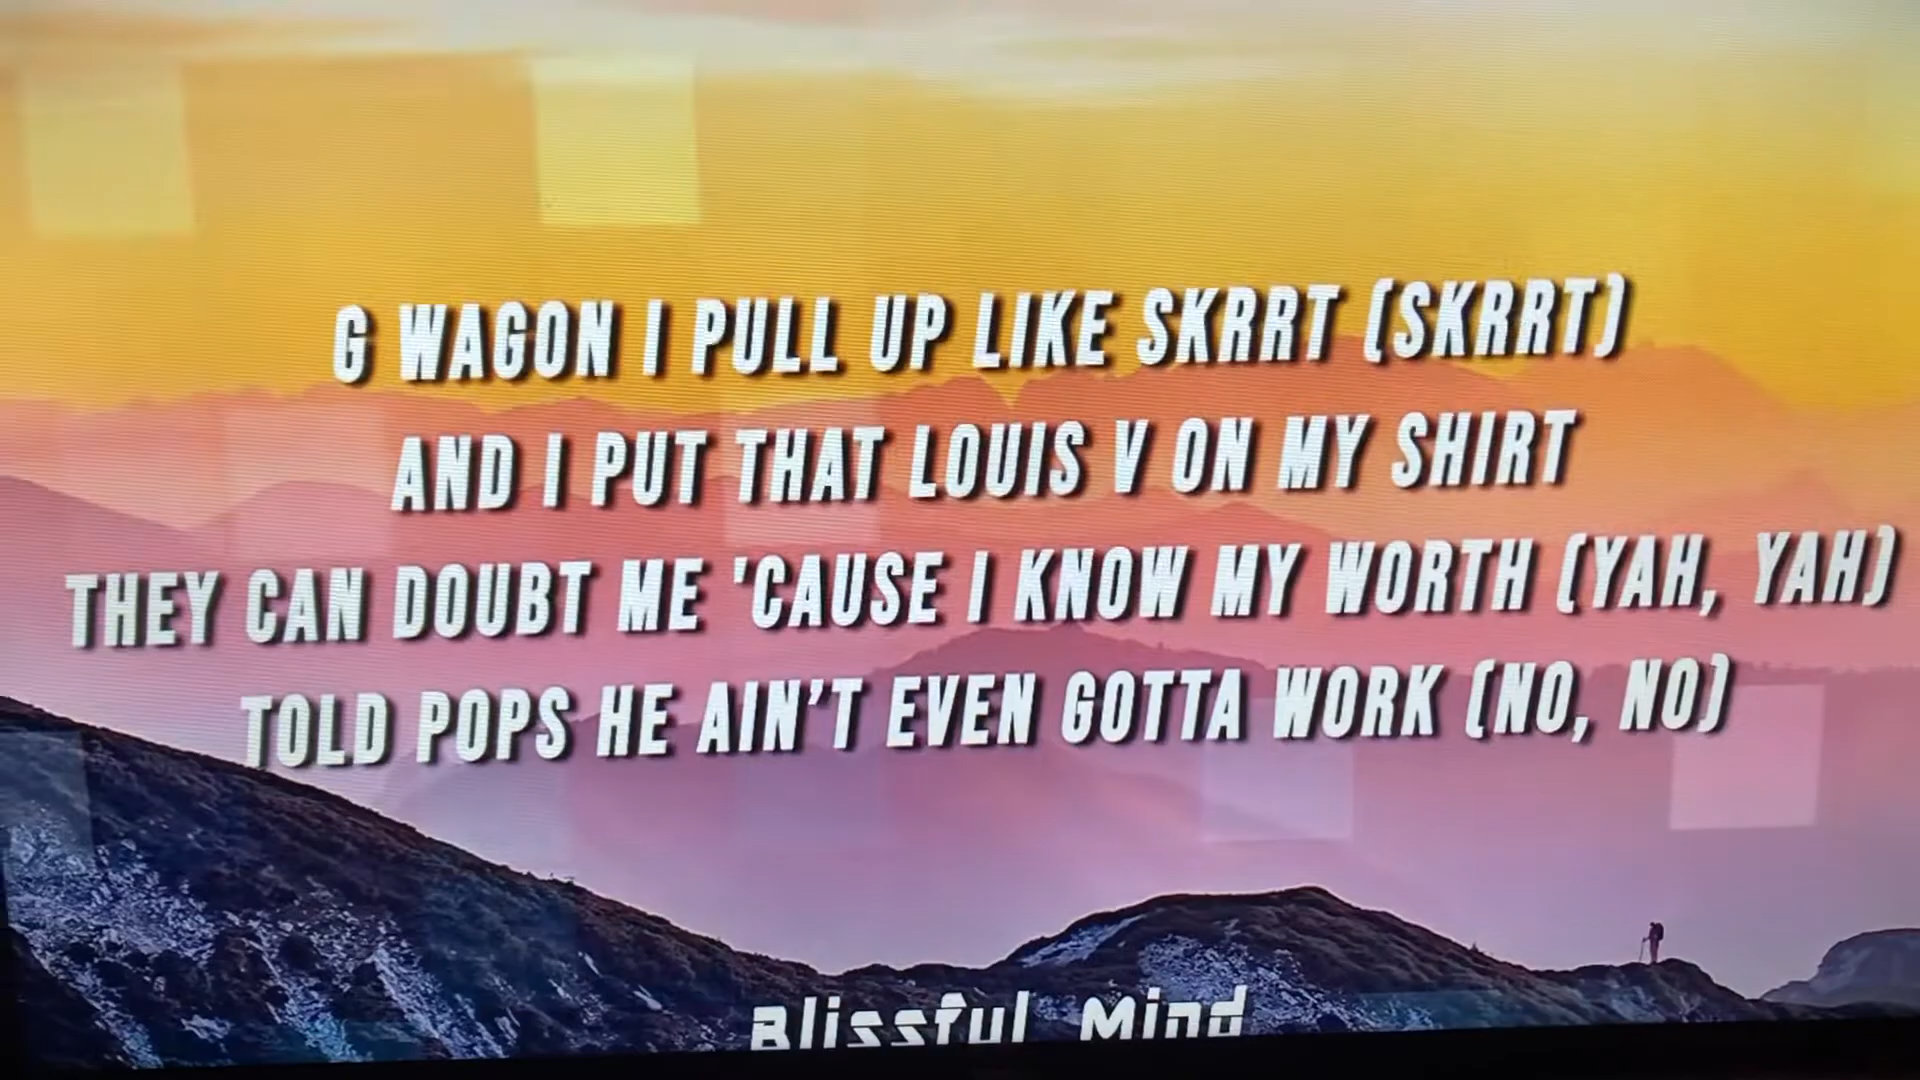 G WAGON I PULL UP LIKE SKRRT (SKRRT)
AND I PUT THAT LOUIS V ON MY SHIRT
THEY CAN DOUBT ME 'CAUSE I KNOW MY WORTH (YAH, YAH)
TOLD POPS HE AIN'T EVEN GOTTA WORK (NO, NO)
Blissful Mind